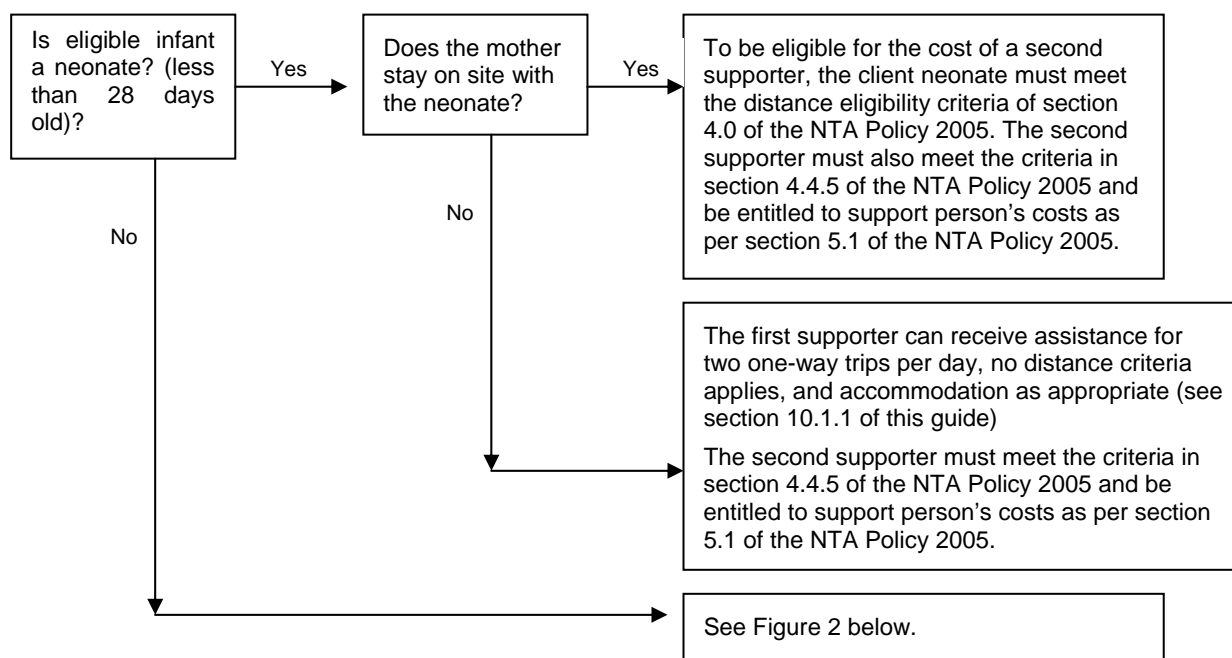 Is eligible infant
a neonate? (less
than 28 days
old)?
Yes
No
Does the mother
stay on site with
the neonate?
Yes
No
To be eligible for the cost of a second
supporter, the client neonate must meet
the distance eligibility criteria of section
4.0 of the NTA Policy 2005. The second
supporter must also meet the criteria in
section 4.4.5 of the NTA Policy 2005 and
be entitled to support person's costs as
per section 5.1 of the NTA Policy 2005.
The first supporter can receive assistance for
two one-way trips per day, no distance criteria
applies, and accommodation as appropriate (see
section 10.1.1 of this guide)
The second supporter must meet the criteria in
section 4.4.5 of the NTA Policy 2005 and be
entitled to support person's costs as per section
5.1 of the NTA Policy 2005.
See Figure 2 below.